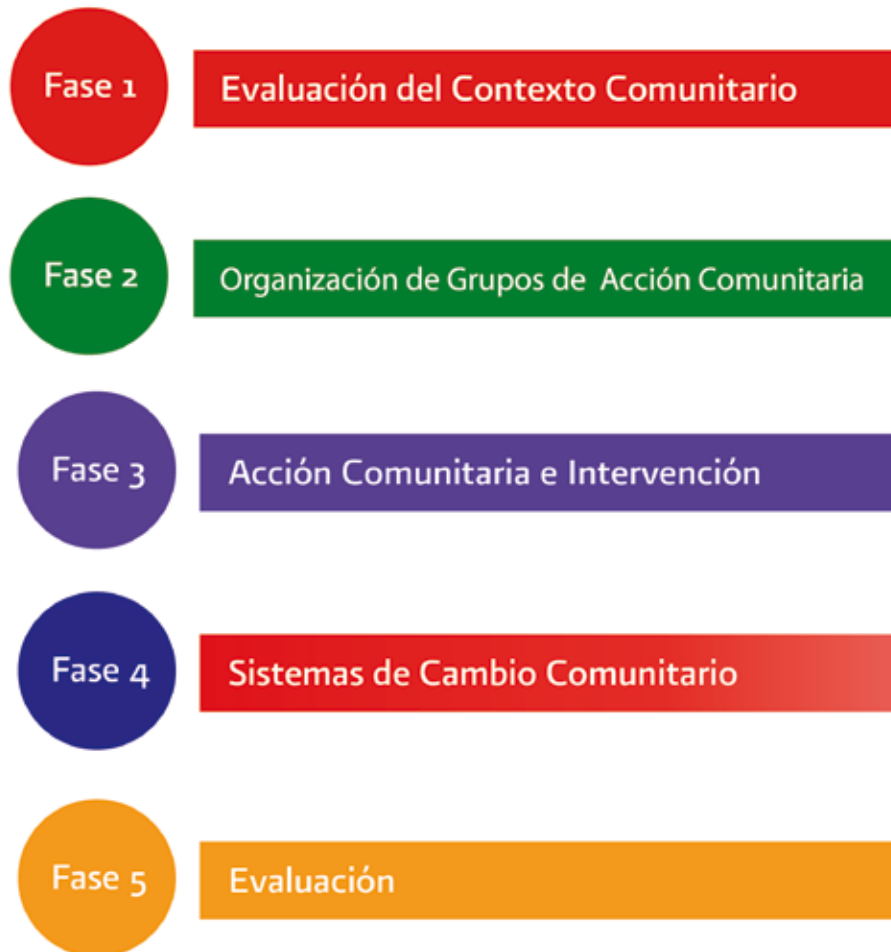 Fase 1
Evaluación del Contexto Comunitario
Fase 2
Organización de Grupos de Acción Comunitaria
Fase 3
Acción Comunitaria e Intervención
Fase 4
Sistemas de Cambio Comunitario
Fase 5
Evaluación